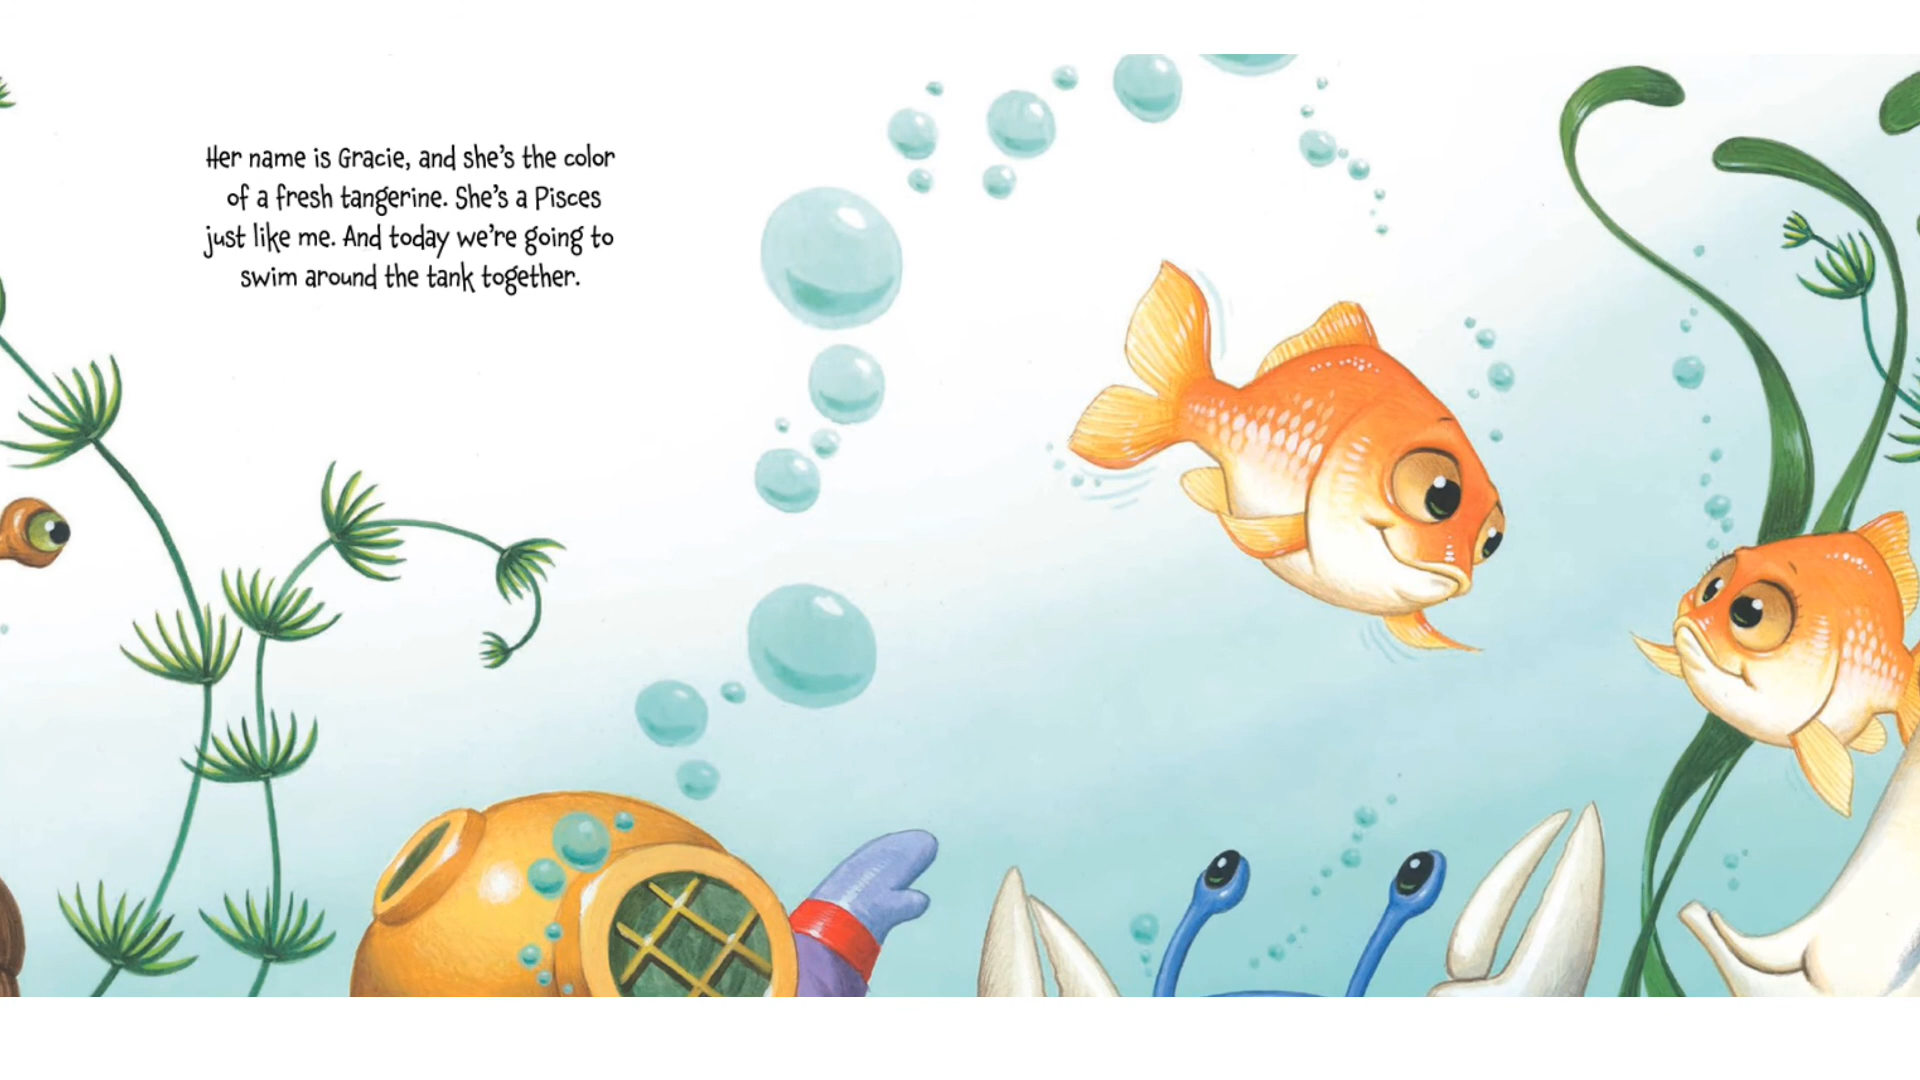 Her name is Gracie, and she's the color
of a fresh tangerine. She's a Pisces
just like me. And today we're going to
swim around the tank together.